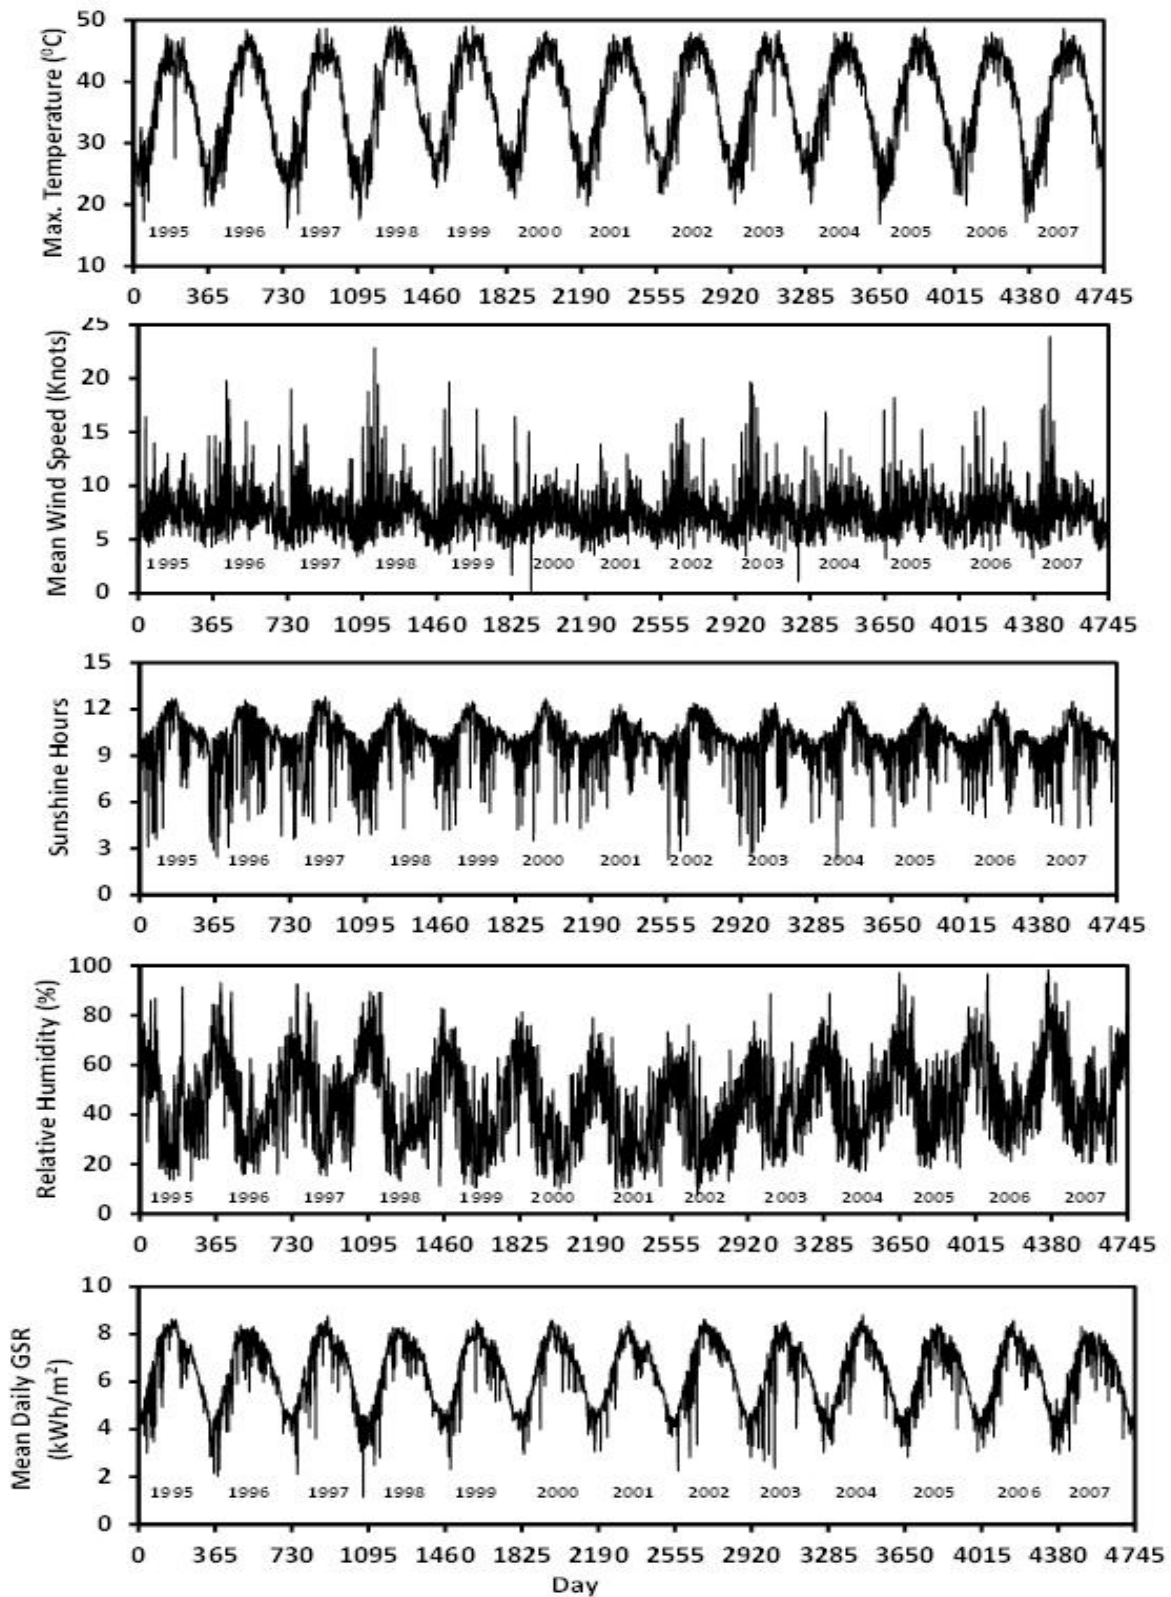 Max. Temperature (⁰C)
50
40
30
20
10
1995 1996 1997 1998 1999 2000 2001 2002 2003 2004 2005 2006 2007
0 365 730 1095 1460 1825 2190 2555 2920 3285 3650 4015 4380 4745
Mean Wind Speed (Knots)
25
20
15
10
5
0
1995 1996 1997 1998 1999 2000 2001 2002 2003 2004 2005 2006 2007
0 365 730 1095 1460 1825 2190 2555 2920 3285 3650 4015 4380 4745
Sunshine Hours
15
12
9
6
3
0
1995 1996 1997 1998 1999 2000 2001 2002 2003 2004 2005 2006 2007
0 365 730 1095 1460 1825 2190 2555 2920 3285 3650 4015 4380 4745
Relative Humidity (%)
100
80
60
40
20
0
1995 1996 1997 1998 1999 2000 2001 2002 2003 2004 2005 2006 2007
0 365 730 1095 1460 1825 2190 2555 2920 3285 3650 4015 4380 4745
Mean Daily GSR
(kWh/m²)
10
8
6
4
2
0
1995 1996 1997 1998 1999 2000 2001 2002 2003 2004 2005 2006 2007
0 365 730 1095 1460 1825 2190 2555 2920 3285 3650 4015 4380 4745
Day